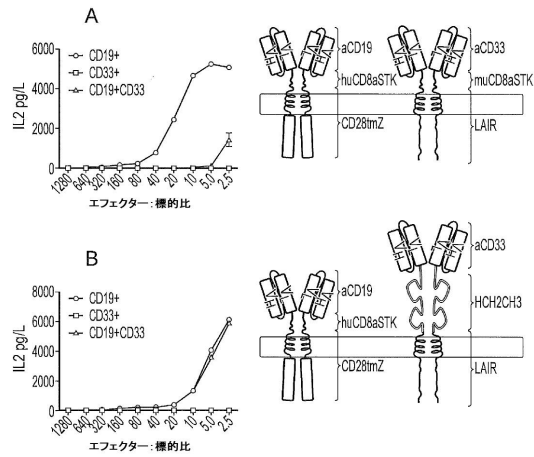 A
CD19+
CD33+
CD19+CD33
6000
4000
2000
0
IL2 pg/L
1280
640
320
160
80
40
20
10
5.0
2.5
エフェクター:標的比
aCD19
huCD8aSTK
CD28tmZ
aCD33
muCD8aSTK
LAIR
B
CD19+
CD33+
CD19+CD33
8000
6000
4000
2000
0
IL2 pg/L
1280
640
320
160
80
40
20
10
5.0
2.5
エフェクター:標的比
aCD19
huCD8aSTK
CD28tmZ
aCD33
HCH2CH3
LAIR